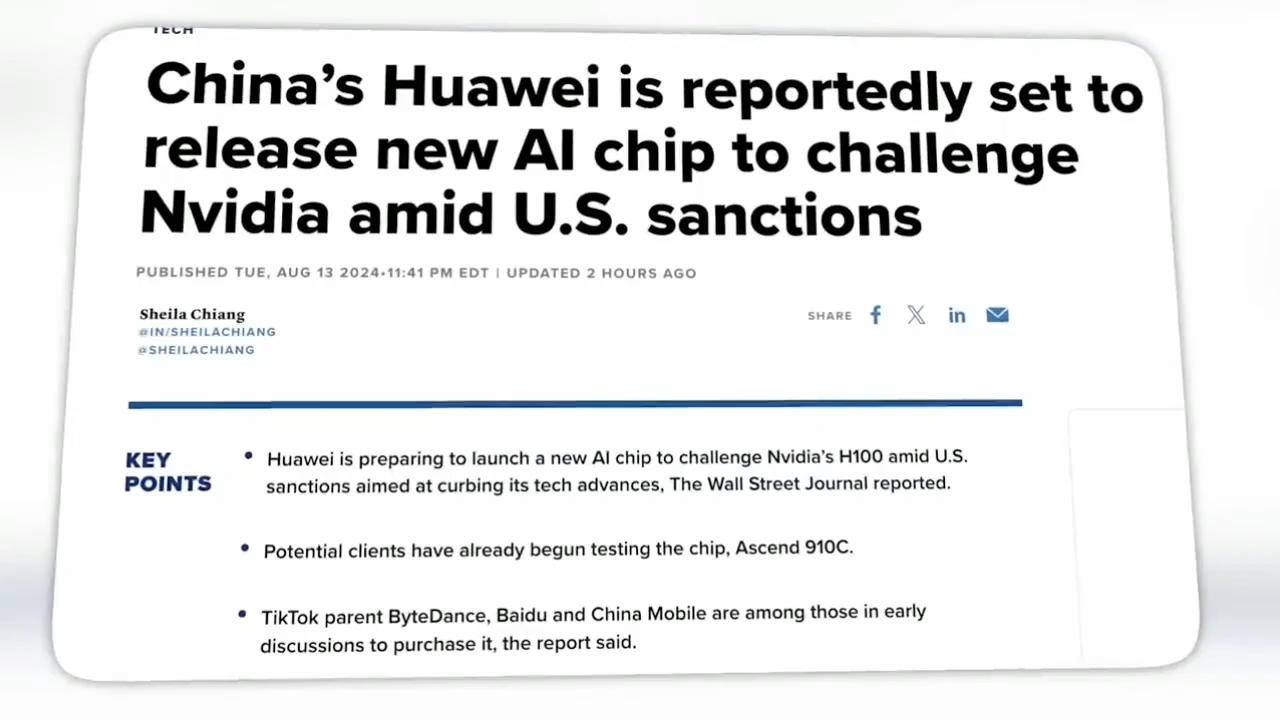 TECH
China’s Huawei is reportedly set to
release new AI chip to challenge
Nvidia amid U.S. sanctions
PUBLISHED TUE, AUG 13 2024•11:41 PM EDT | UPDATED 2 HOURS AGO
Sheila Chiang
@IN/SHEILACHIANG
@SHEILACHIANG
SHARE
KEY
POINTS
• Huawei is preparing to launch a new AI chip to challenge Nvidia’s H100 amid U.S.
sanctions aimed at curbing its tech advances, The Wall Street Journal reported.
• Potential clients have already begun testing the chip, Ascend 910C.
• TikTok parent ByteDance, Baidu and China Mobile are among those in early
discussions to purchase it, the report said.